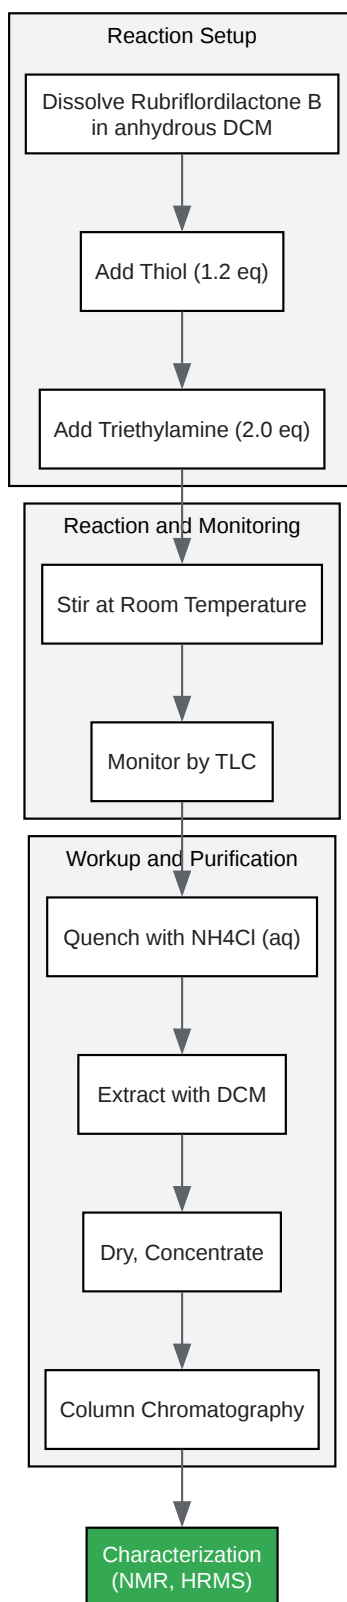 Reaction Setup
Dissolve Rubriflordilactone B
in anhydrous DCM
Add Thiol (1.2 eq)
Add Triethylamine (2.0 eq)
Reaction and Monitoring
Stir at Room Temperature
Monitor by TLC
Workup and Purification
Quench with NH4Cl (aq)
Extract with DCM
Dry, Concentrate
Column Chromatography
Characterization
(NMR, HRMS)